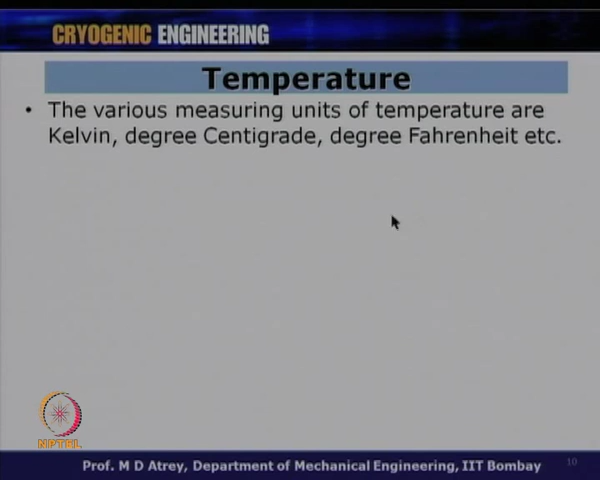 CRYOGENIC ENGINEERING
Temperature
• The various measuring units of temperature are
Kelvin, degree Centigrade, degree Fahrenheit etc.
NPTEL
Prof. M D Atrey, Department of Mechanical Engineering, IIT Bombay
10